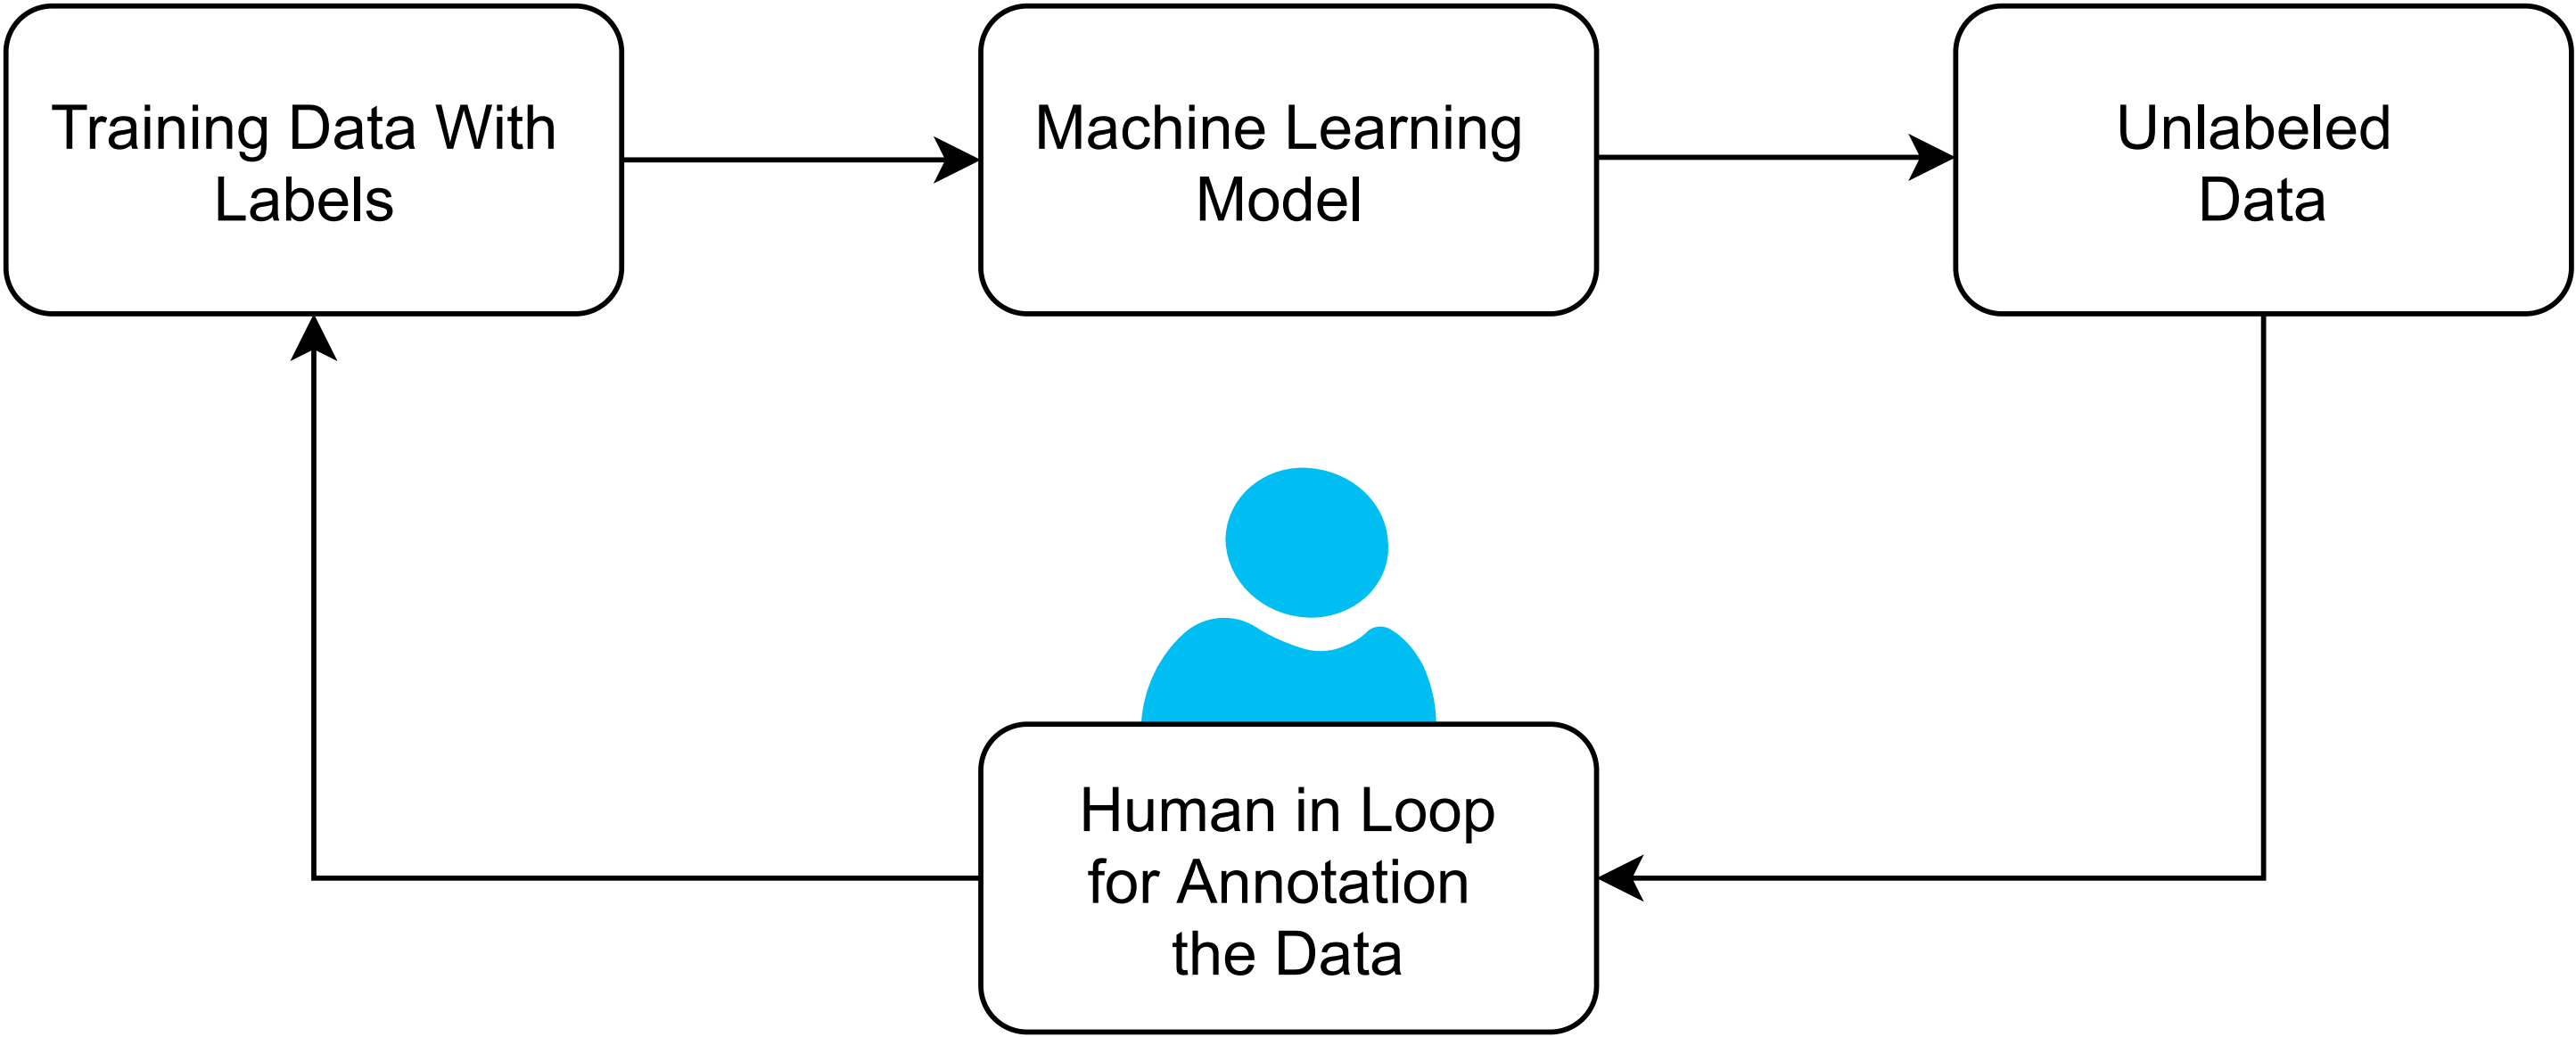 Training Data With
Labels
Machine Learning
Model
Unlabeled
Data
Human in Loop
for Annotation
the Data